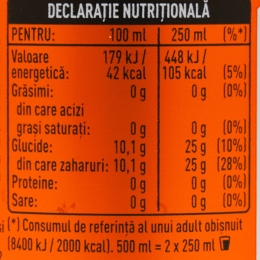 DECLARAȚIE NUTRIȚIONALĂ
PENTRU: 100 ml 250 ml (%*)
Valoare 179 kJ / 448 kJ /
energetică: 42 kcal 105 kcal (5%)
Grăsimi: 0 g 0 g (0%)
din care acizi
grași saturați: 0 g 0 g (0%)
Glucide: 10,1 g 25 g (10%)
din care zaharuri: 10,1 g 25 g (28%)
Proteine: 0 g 0 g (0%)
Sare: 0 g 0 g (0%)
(*) Consumul de referință al unui adult obisnuit
(8400 kJ / 2000 kcal). 500 ml = 2 x 250 ml